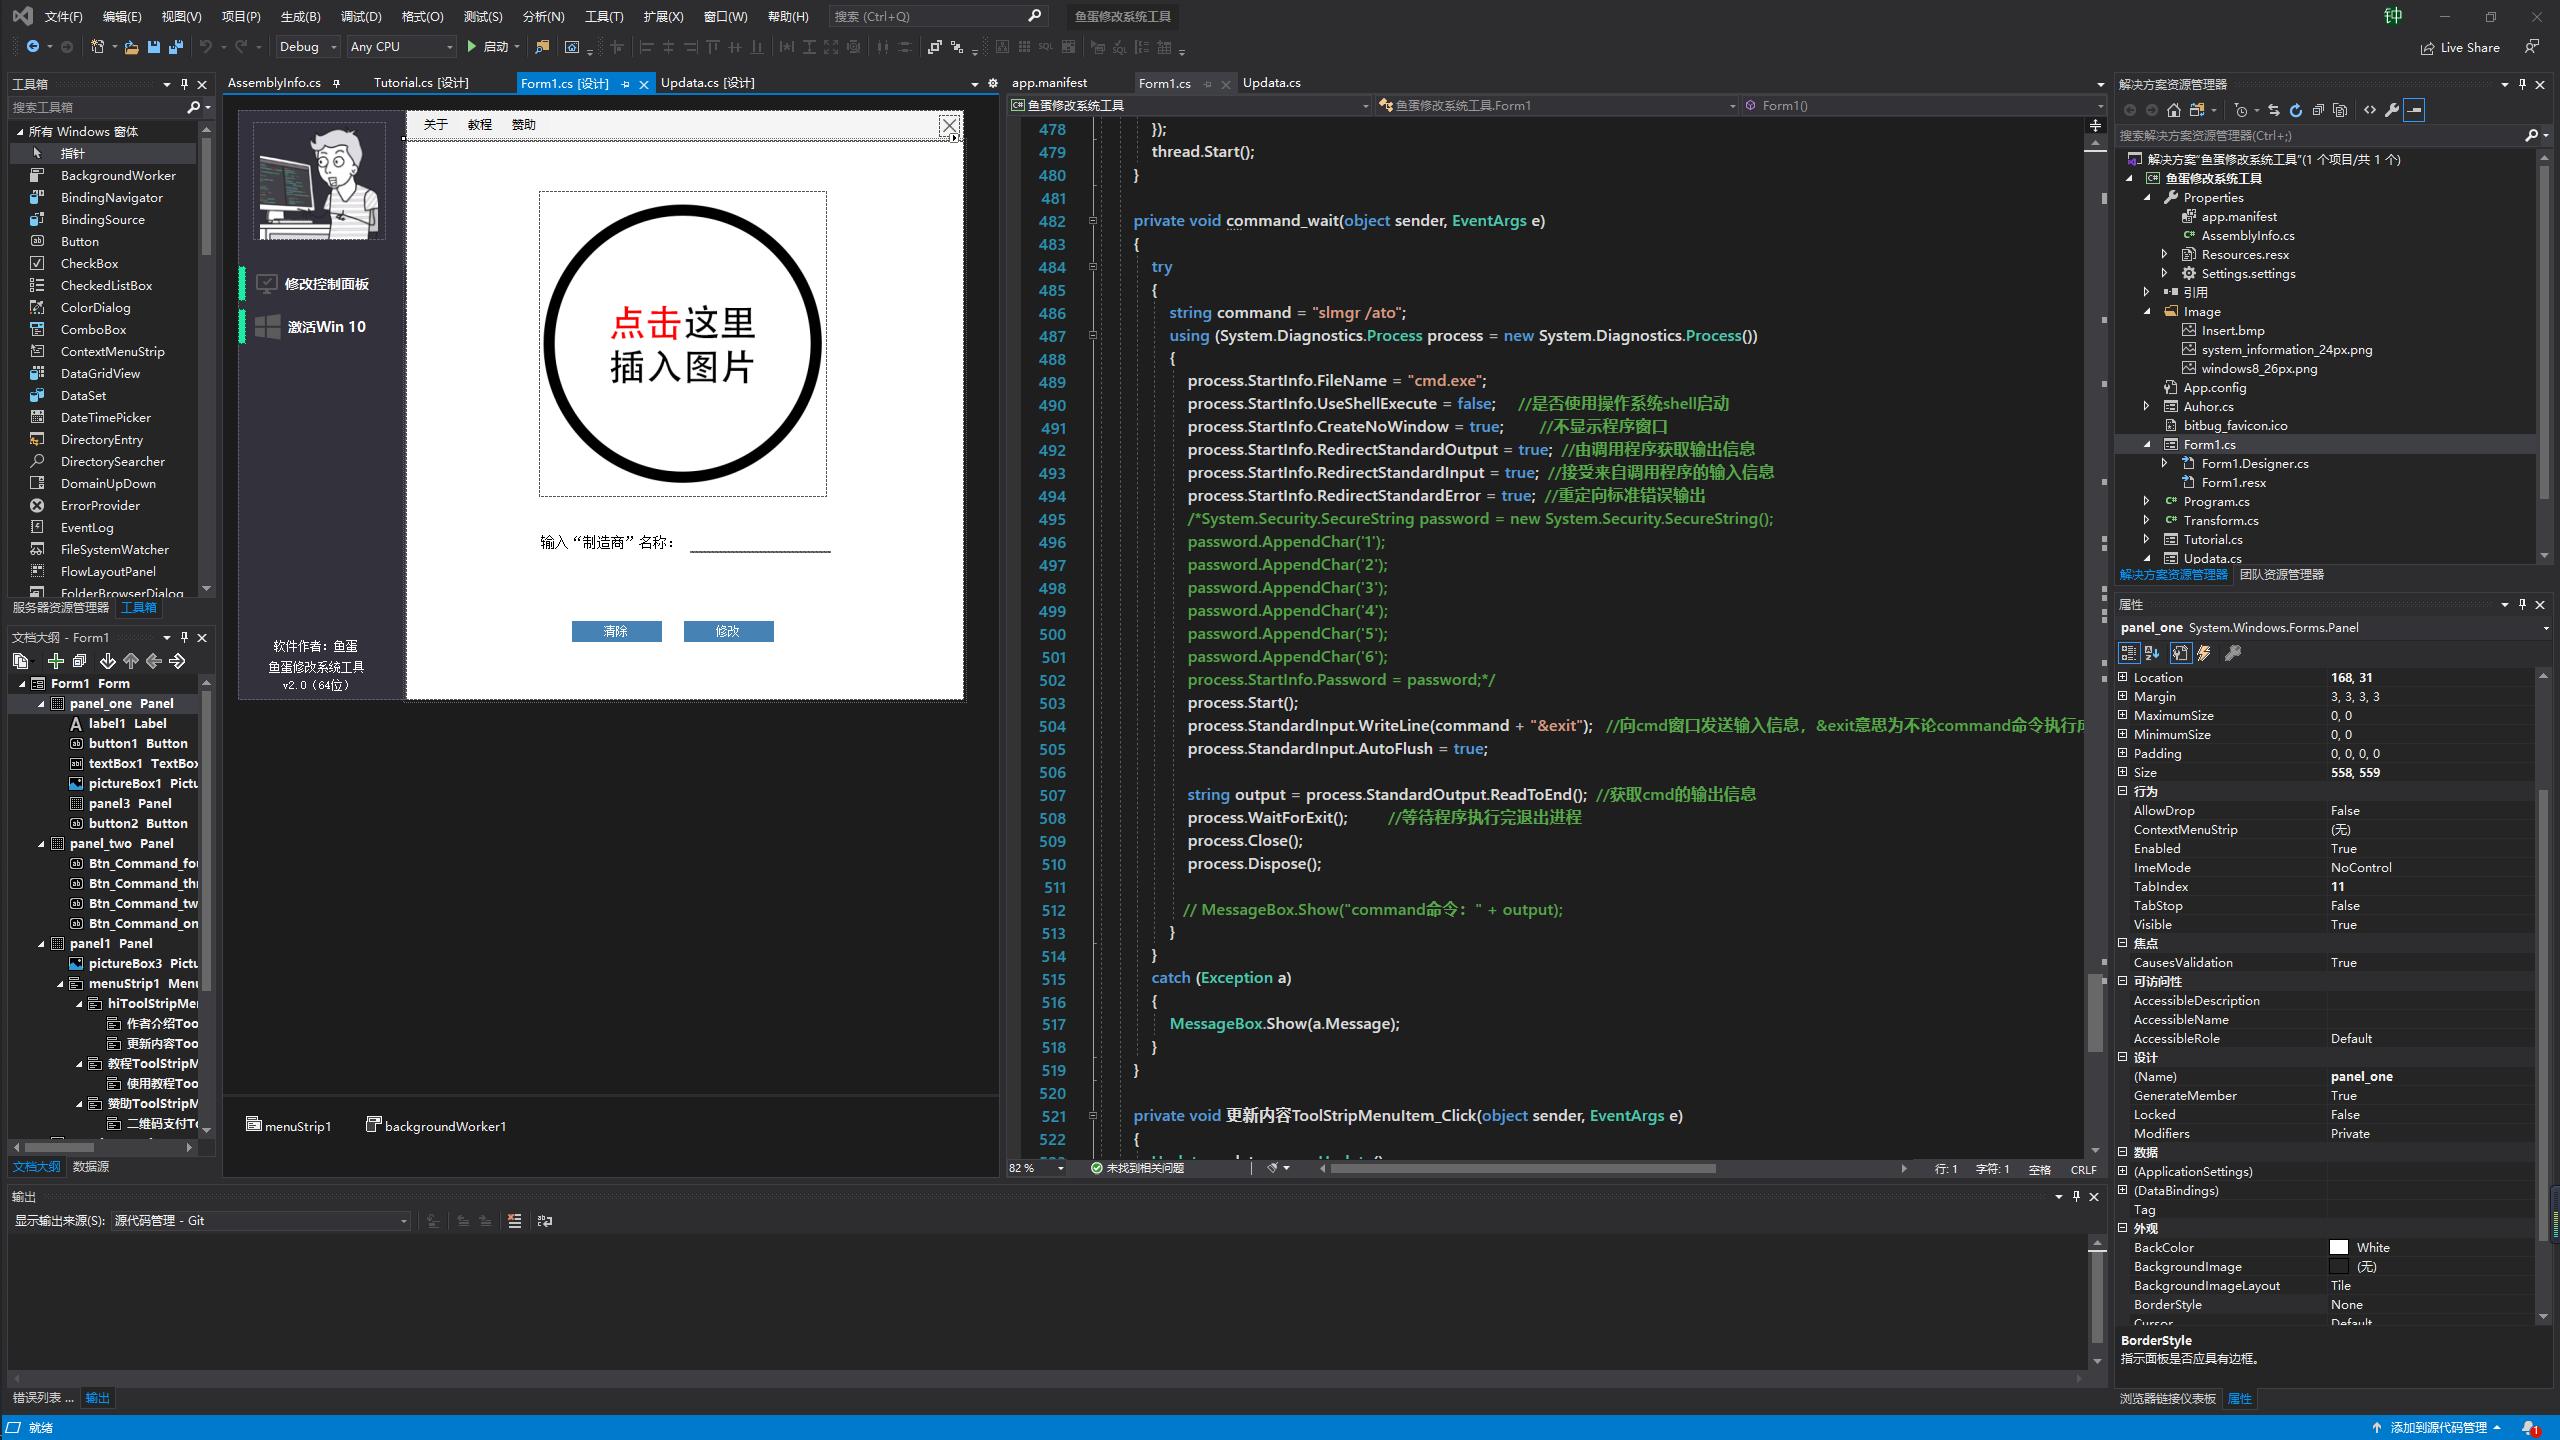 文件(F) 编辑(E) 视图(V) 项目(P) 生成(B) 调试(D) 格式(O) 测试(S) 分析(N) 工具(T) 扩展(X) 窗口(W) 帮助(H) 搜索 (Ctrl+Q) 鱼蛋修改系统工具
Debug Any CPU 启动 Live Share
工具箱
搜索工具箱
所有 Windows 窗体
指针
BackgroundWorker
BindingNavigator
BindingSource
Button
CheckBox
CheckedListBox
ColorDialog
ComboBox
ContextMenuStrip
DataGridView
DataSet
DateTimePicker
DirectoryEntry
DirectorySearcher
DomainUpDown
ErrorProvider
EventLog
FileSystemWatcher
FlowLayoutPanel
FolderBrowserDialog
服务器资源管理器 工具箱
文档大纲 - Form1
Form1 Form
panel_one Panel
label1 Label
button1 Button
textBox1 TextBox
pictureBox1 Pictu
panel3 Panel
button2 Button
panel_two Panel
Btn_Command_fou
Btn_Command_thr
Btn_Command_tw
Btn_Command_on
panel1 Panel
pictureBox3 Pictu
menuStrip1 Menu
hiToolStripMen
作者介绍Too
更新内容Too
教程ToolStripM
使用教程Too
赞助ToolStripM
二维码支付To
文档大纲 数据源
AssemblyInfo.cs Tutorial.cs [设计] Form1.cs [设计] Updata.cs [设计]
关于 教程 赞助
修改控制面板
激活Win 10
点击这里
插入图片
输入“制造商”名称：
清除 修改
软件作者：鱼蛋
鱼蛋修改系统工具
v2.0（64位）
menuStrip1 backgroundWorker1
app.manifest Form1.cs Updata.cs
鱼蛋修改系统工具 鱼蛋修改系统工具.Form1 Form1()
478 });
479 thread.Start();
480 }
481
482 private void command_wait(object sender, EventArgs e)
483 {
484 try
485 {
486 string command = "slmgr /ato";
487 using (System.Diagnostics.Process process = new System.Diagnostics.Process())
488 {
489 process.StartInfo.FileName = "cmd.exe";
490 process.StartInfo.UseShellExecute = false; //是否使用操作系统shell启动
491 process.StartInfo.CreateNoWindow = true; //不显示程序窗口
492 process.StartInfo.RedirectStandardOutput = true; //由调用程序获取输出信息
493 process.StartInfo.RedirectStandardInput = true; //接受来自调用程序的输入信息
494 process.StartInfo.RedirectStandardError = true; //重定向标准错误输出
495 /*System.Security.SecureString password = new System.Security.SecureString();
496 password.AppendChar('1');
497 password.AppendChar('2');
498 password.AppendChar('3');
499 password.AppendChar('4');
500 password.AppendChar('5');
501 password.AppendChar('6');
502 process.StartInfo.Password = password;*/
503 process.Start();
504 process.StandardInput.WriteLine(command + "&exit"); //向cmd窗口发送输入信息，&exit意思为不论command命令执行成
505 process.StandardInput.AutoFlush = true;
506
507 string output = process.StandardOutput.ReadToEnd(); //获取cmd的输出信息
508 process.WaitForExit(); //等待程序执行完退出进程
509 process.Close();
510 process.Dispose();
511
512 // MessageBox.Show("command命令：" + output);
513 }
514 }
515 catch (Exception a)
516 {
517 MessageBox.Show(a.Message);
518 }
519 }
520
521 private void 更新内容ToolStripMenuItem_Click(object sender, EventArgs e)
522 {
82 % 未找到相关问题 行: 1 字符: 1 空格 CRLF
输出
显示输出来源(S): 源代码管理 - Git
错误列表 ... 输出
就绪
解决方案资源管理器
搜索解决方案资源管理器(Ctrl+;)
解决方案“鱼蛋修改系统工具”(1 个项目/共 1 个)
鱼蛋修改系统工具
Properties
app.manifest
AssemblyInfo.cs
Resources.resx
Settings.settings
引用
Image
Insert.bmp
system_information_24px.png
windows8_26px.png
App.config
Auhor.cs
bitbug_favicon.ico
Form1.cs
Form1.Designer.cs
Form1.resx
Program.cs
Transform.cs
Tutorial.cs
Updata.cs
解决方案资源管理器 团队资源管理器
属性
panel_one System.Windows.Forms.Panel
Location 168, 31
Margin 3, 3, 3, 3
MaximumSize 0, 0
MinimumSize 0, 0
Padding 0, 0, 0, 0
Size 558, 559
行为
AllowDrop False
ContextMenuStrip (无)
Enabled True
ImeMode NoControl
TabIndex 11
TabStop False
Visible True
焦点
CausesValidation True
可访问性
AccessibleDescription
AccessibleName
AccessibleRole Default
设计
(Name) panel_one
GenerateMember True
Locked False
Modifiers Private
数据
(ApplicationSettings)
(DataBindings)
Tag
外观
BackColor White
BackgroundImage (无)
BackgroundImageLayout Tile
BorderStyle None
Cursor Default
BorderStyle
指示面板是否应具有边框。
浏览器链接仪表板 属性
添加到源代码管理 1